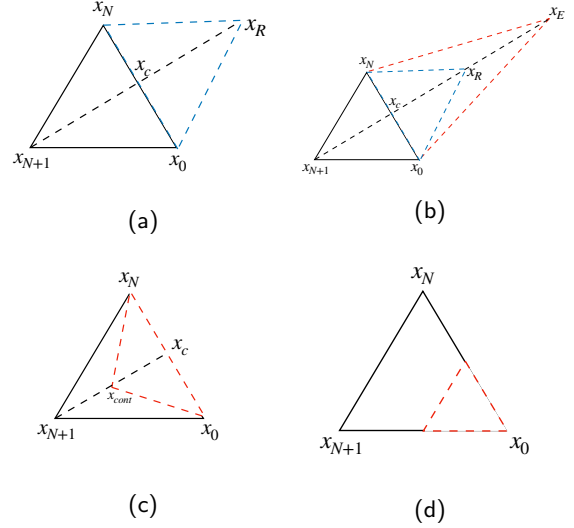 x_N
x_R
x_c
x_{N+1}
x_0
(a)
x_E
x_N
x_R
x_c
x_{N+1}
x_0
(b)
x_N
x_c
x_{cont}
x_{N+1}
x_0
(c)
x_N
x_{N+1}
x_0
(d)